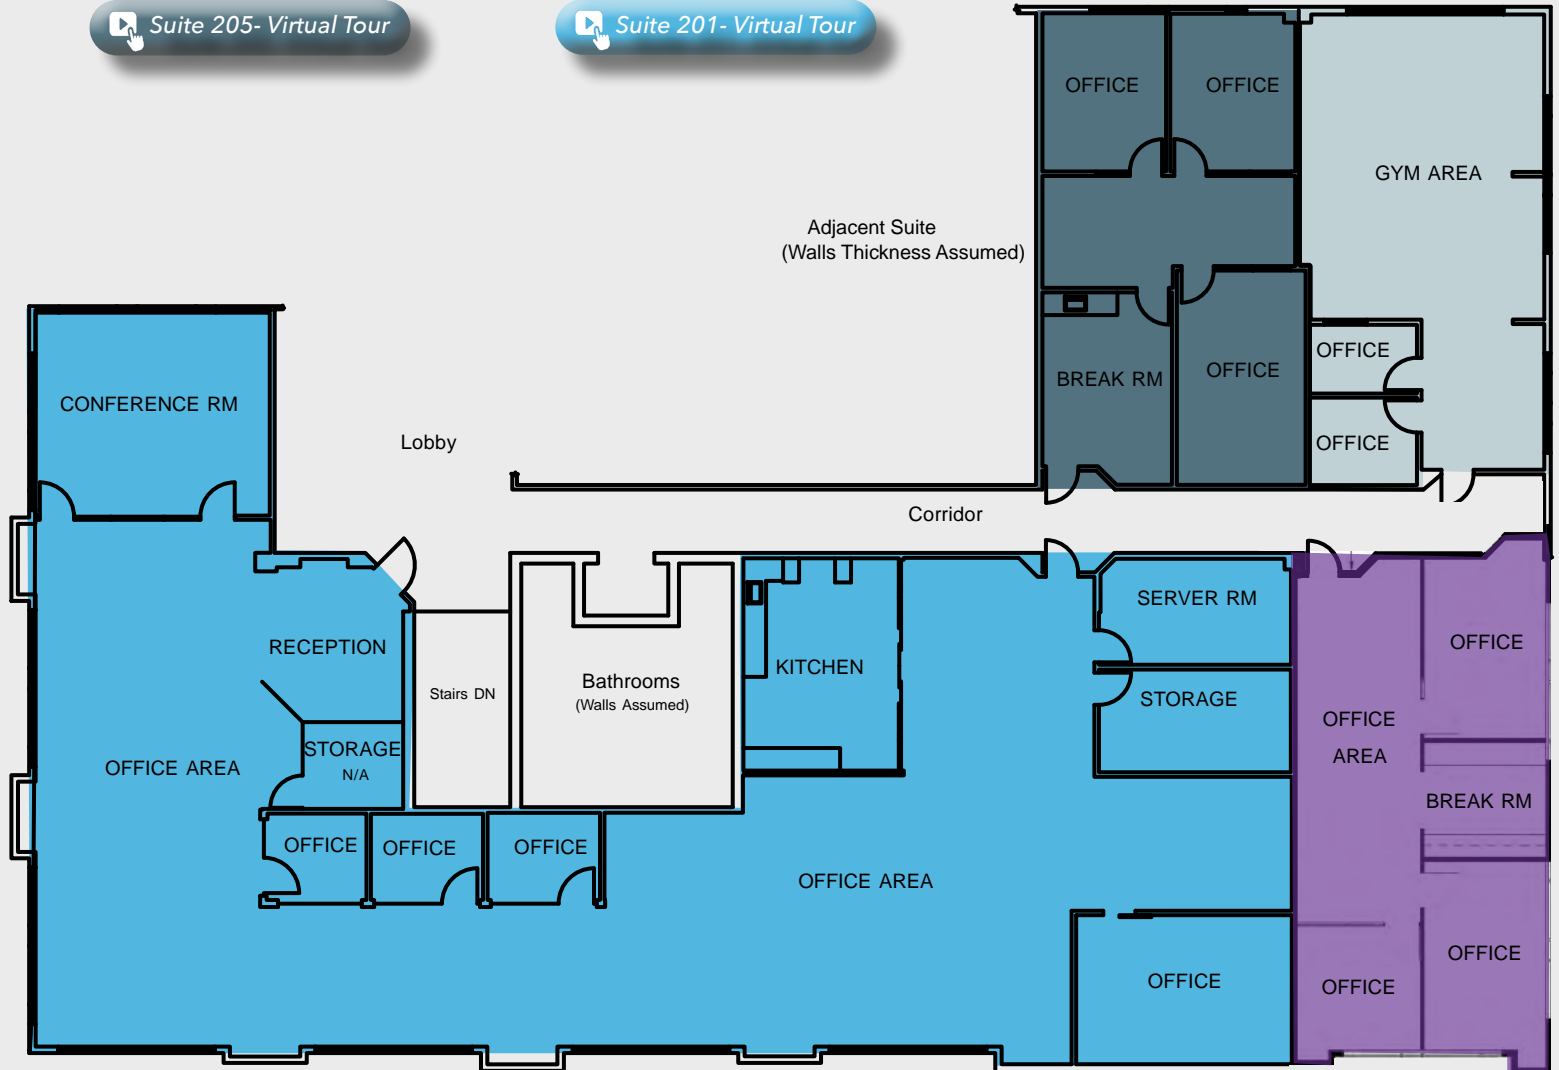 Suite 205- Virtual Tour
Suite 201- Virtual Tour
OFFICE
OFFICE
GYM AREA
Adjacent Suite
(Walls Thickness Assumed)
OFFICE
BREAK RM
OFFICE
CONFERENCE RM
Lobby
OFFICE
Corridor
SERVER RM
OFFICE
RECEPTION
KITCHEN
Bathrooms
(Walls Assumed)
Stairs DN
STORAGE
OFFICE
AREA
STORAGE
N/A
OFFICE AREA
BREAK RM
OFFICE
OFFICE
OFFICE
OFFICE AREA
OFFICE
OFFICE
OFFICE